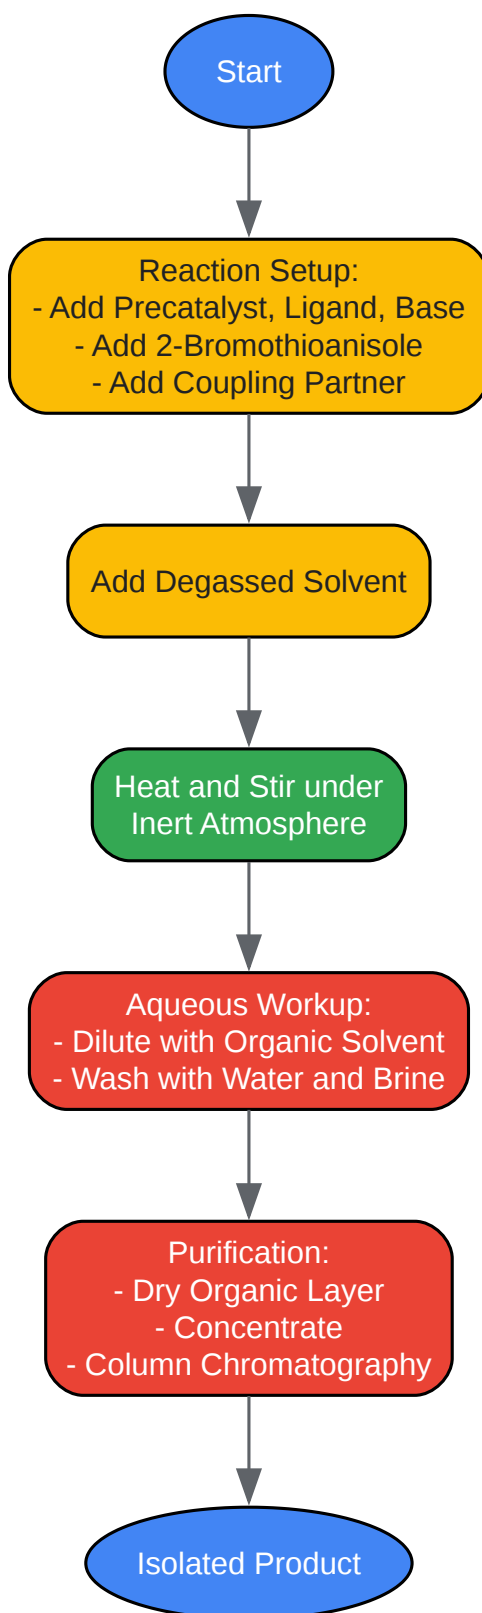 Start
Reaction Setup:
- Add Precatalyst, Ligand, Base
- Add 2-Bromothioanisole
- Add Coupling Partner
Add Degassed Solvent
Heat and Stir under
Inert Atmosphere
Aqueous Workup:
- Dilute with Organic Solvent
- Wash with Water and Brine
Purification:
- Dry Organic Layer
- Concentrate
- Column Chromatography
Isolated Product